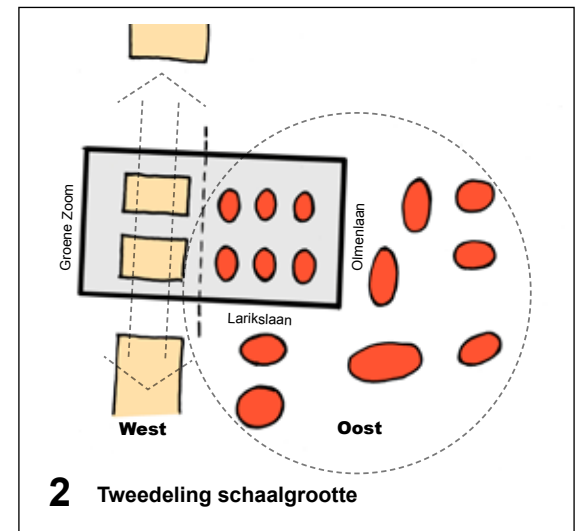 Groene Zoom
Olmenlaan
Larikslaan
West
Oost
2 Tweedeling schaalgrootte